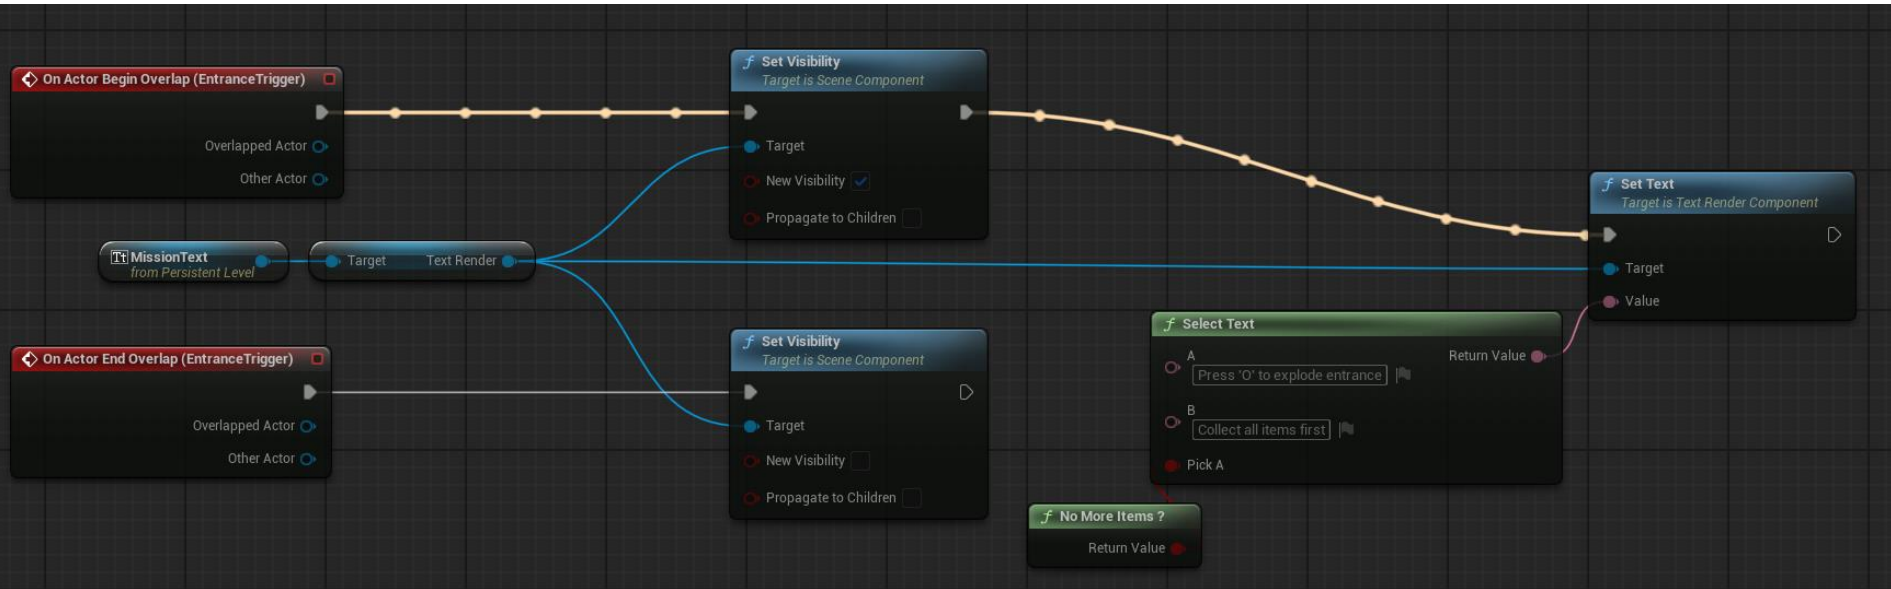 On Actor Begin Overlap (EntranceTrigger)
Overlapped Actor
Other Actor
Set Visibility
Target is Scene Component
Target
New Visibility
Propagate to Children
Set Text
Target is Text Render Component
Target
Value
MissionText
from Persistent Level
Target Text Render
On Actor End Overlap (EntranceTrigger)
Overlapped Actor
Other Actor
Set Visibility
Target is Scene Component
Target
New Visibility
Propagate to Children
Select Text
A
Return Value
Press 'O' to explode entrance
B
Collect all items first
Pick A
No More Items ?
Return Value